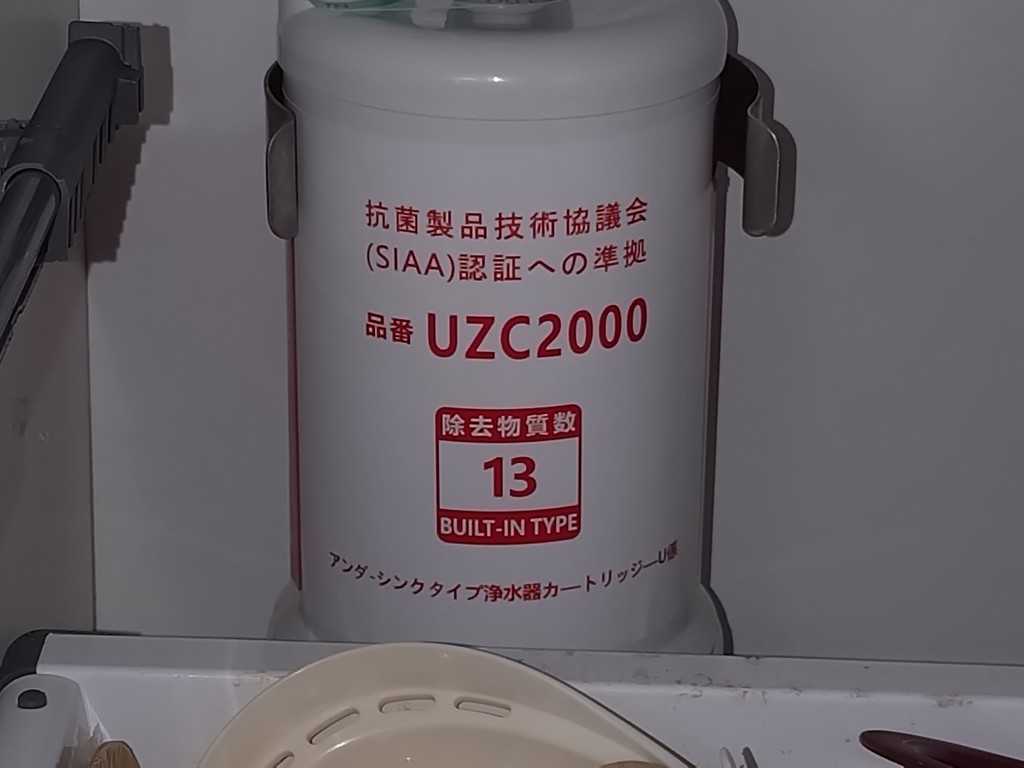 抗菌製品技術協議会
(SIAA)認証への準拠
品番 UZC2000
除去物質数
13
BUILT-IN TYPE
アンダーシンクタイプ浄水器カートリッジーU